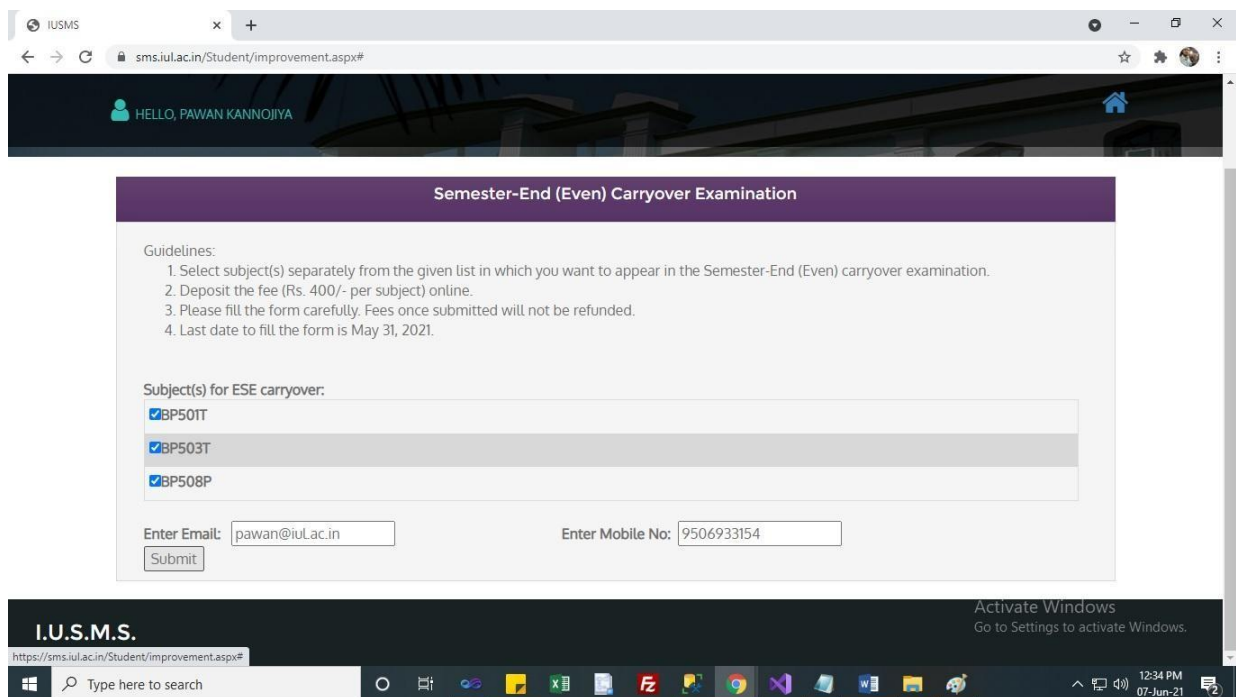 IUSMS
sms.iul.ac.in/Student/improvement.aspx#
HELLO, PAWAN KANNOJIYA
Semester-End (Even) Carryover Examination
Guidelines:
1. Select subject(s) separately from the given list in which you want to appear in the Semester-End (Even) carryover examination.
2. Deposit the fee (Rs. 400/- per subject) online.
3. Please fill the form carefully. Fees once submitted will not be refunded.
4. Last date to fill the form is May 31, 2021.
Subject(s) for ESE carryover:
BP501T
BP503T
BP508P
Enter Email: pawan@iul.ac.in Enter Mobile No: 9506933154
Submit
Activate Windows
Go to Settings to activate Windows.
I.U.S.M.S.
https://sms.iul.ac.in/Student/improvement.aspx#
Type here to search
12:34 PM
07-Jun-21
2